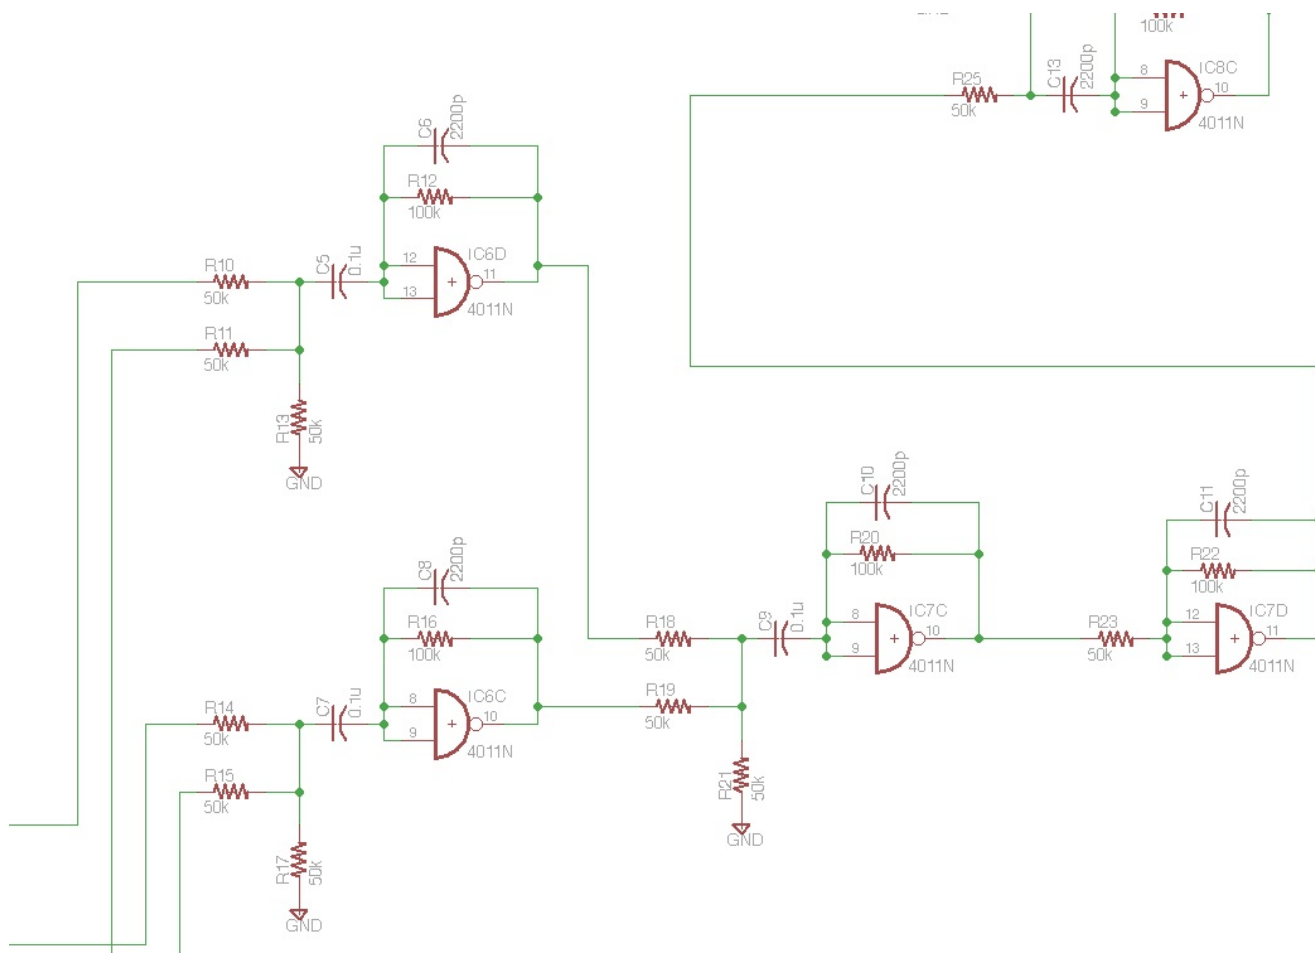 100k
R25
50k
C13
2200p
8
9
IC8C
10
4011N
C6
2200p
R12
100k
R10
50k
C5
0.1u
12
13
IC6D
11
4011N
R11
50k
R13
50k
GND
C8
2200p
R16
100k
R14
50k
C7
0.1u
8
9
IC6C
10
4011N
R15
50k
R17
50k
GND
R18
50k
R19
50k
R21
50k
GND
C9
0.1u
C10
2200p
R20
100k
8
9
IC7C
10
4011N
R23
50k
C11
2200p
R22
100k
12
13
IC7D
11
4011N